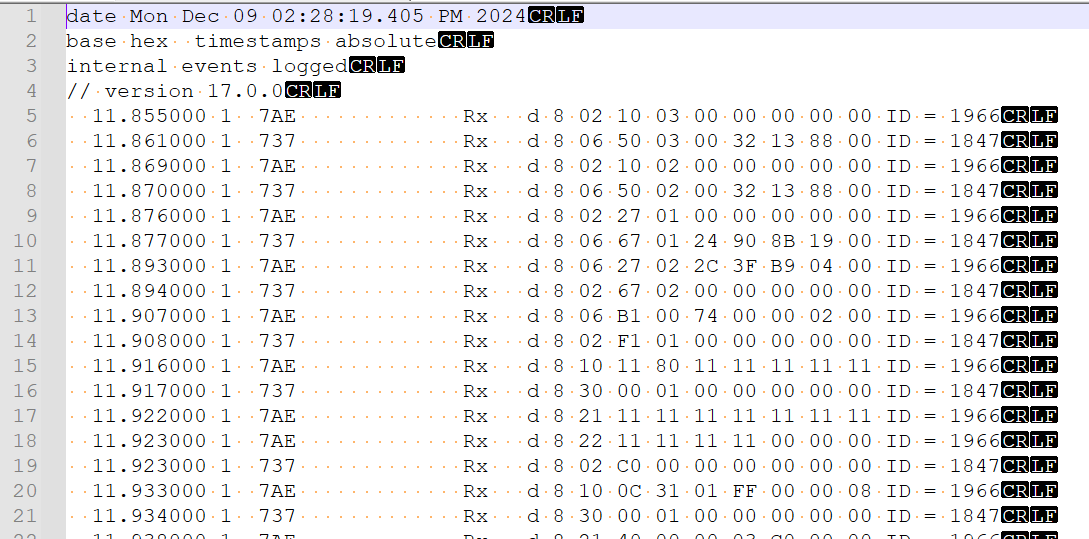 1 date Mon Dec 09 02:28:19.405 PM 2024CRLF
2 base hex  timestamps absoluteCRLF
3 internal events loggedCRLF
4 // version 17.0.0CRLF
5 11.855000 1  7AE             Rx   d 8 02 10 03 00 00 00 00 00 ID = 1966CRLF
6 11.861000 1  737             Rx   d 8 06 50 03 00 32 13 88 00 ID = 1847CRLF
7 11.869000 1  7AE             Rx   d 8 02 10 02 00 00 00 00 00 ID = 1966CRLF
8 11.870000 1  737             Rx   d 8 06 50 02 00 32 13 88 00 ID = 1847CRLF
9 11.876000 1  7AE             Rx   d 8 02 27 01 00 00 00 00 00 ID = 1966CRLF
10 11.877000 1  737             Rx   d 8 06 67 01 24 90 8B 19 00 ID = 1847CRLF
11 11.893000 1  7AE             Rx   d 8 06 27 02 2C 3F B9 04 00 ID = 1966CRLF
12 11.894000 1  737             Rx   d 8 02 67 02 00 00 00 00 00 ID = 1847CRLF
13 11.907000 1  7AE             Rx   d 8 06 B1 00 74 00 00 02 00 ID = 1966CRLF
14 11.908000 1  737             Rx   d 8 02 F1 01 00 00 00 00 00 ID = 1847CRLF
15 11.916000 1  7AE             Rx   d 8 10 11 80 11 11 11 11 11 ID = 1966CRLF
16 11.917000 1  737             Rx   d 8 30 00 01 00 00 00 00 00 ID = 1847CRLF
17 11.922000 1  7AE             Rx   d 8 21 11 11 11 11 11 11 11 ID = 1966CRLF
18 11.923000 1  7AE             Rx   d 8 22 11 11 11 11 00 00 00 ID = 1966CRLF
19 11.923000 1  737             Rx   d 8 02 C0 00 00 00 00 00 00 ID = 1847CRLF
20 11.933000 1  7AE             Rx   d 8 10 0C 31 01 FF 00 00 08 ID = 1966CRLF
21 11.934000 1  737             Rx   d 8 30 00 01 00 00 00 00 00 ID = 1847CRLF